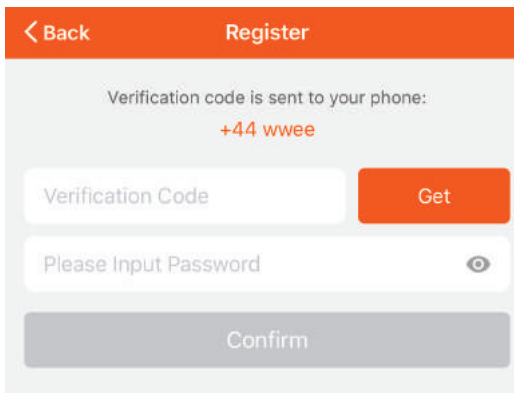 Back Register
Verification code is sent to your phone:
+44 wwee
Verification Code Get
Please Input Password
Confirm